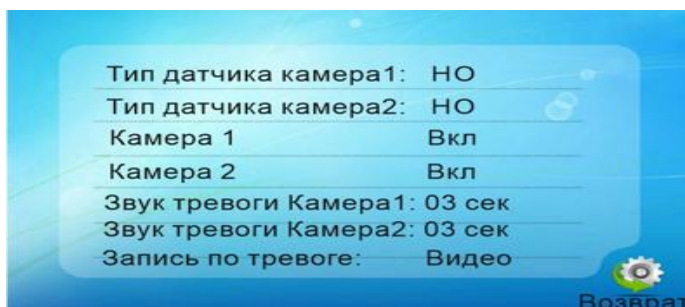 Тип датчика камера1: НО
Тип датчика камера2: НО
Камера 1 Вкл
Камера 2 Вкл
Звук тревоги Камера1: 03 сек
Звук тревоги Камера2: 03 сек
Запись по тревоге: Видео
Возврат